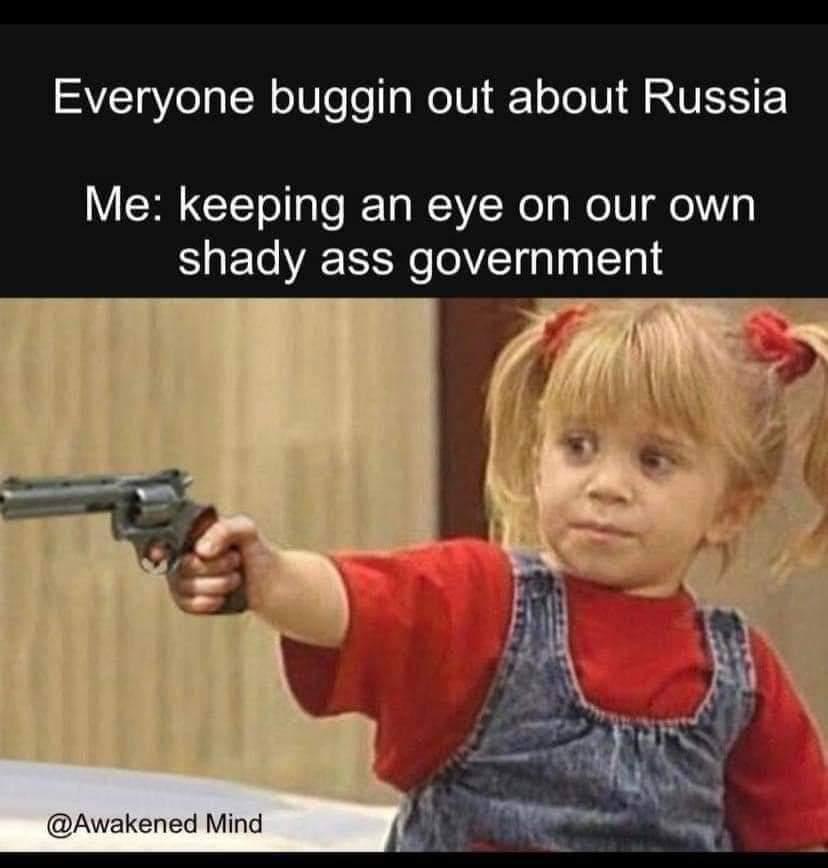 Everyone buggin out about Russia
Me: keeping an eye on our own
shady ass government
@Awakened Mind